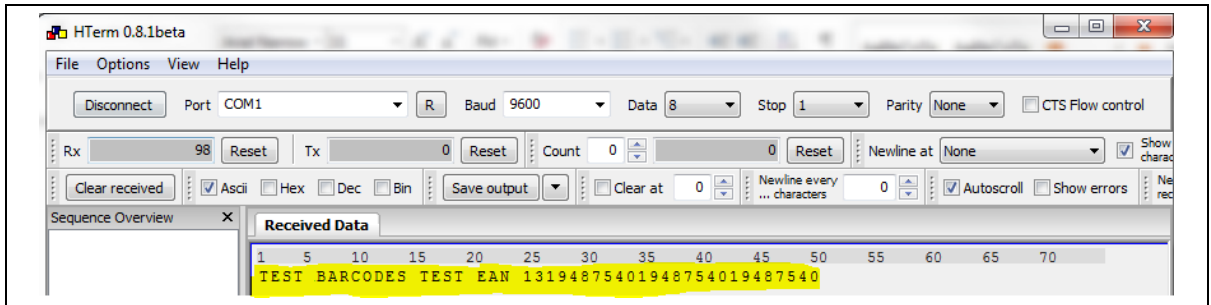 HTerm 0.8.1beta
File Options View Help
Disconnect Port COM1 R Baud 9600 Data 8 Stop 1 Parity None CTS Flow control
Rx 98 Reset Tx 0 Reset Count 0 0 Reset Newline at None Show charac
Clear received Ascii Hex Dec Bin Save output Clear at 0 Newline every ... characters 0 Autoscroll Show errors Ne rec
Sequence Overview X Received Data
1 5 10 15 20 25 30 35 40 45 50 55 60 65 70
TEST BARCODES TEST EAN 13194875401948754019487540